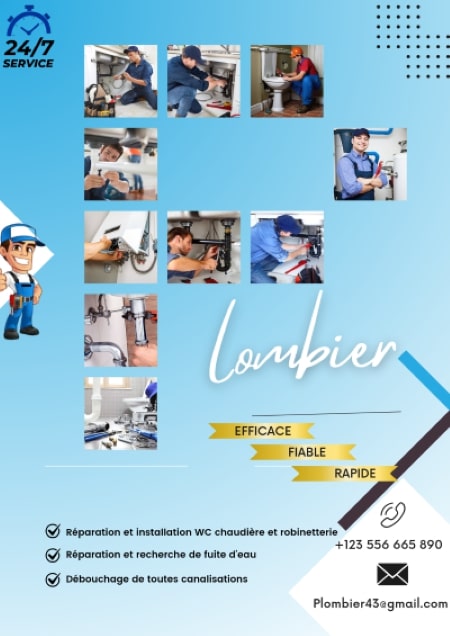 24/7
SERVICE
Lombier
EFFICACE
FIABLE
RAPIDE
Réparation et installation WC chaudière et robinetterie
Réparation et recherche de fuite d'eau
Débouchage de toutes canalisations
+123 556 665 890
Plombier43@gmail.com